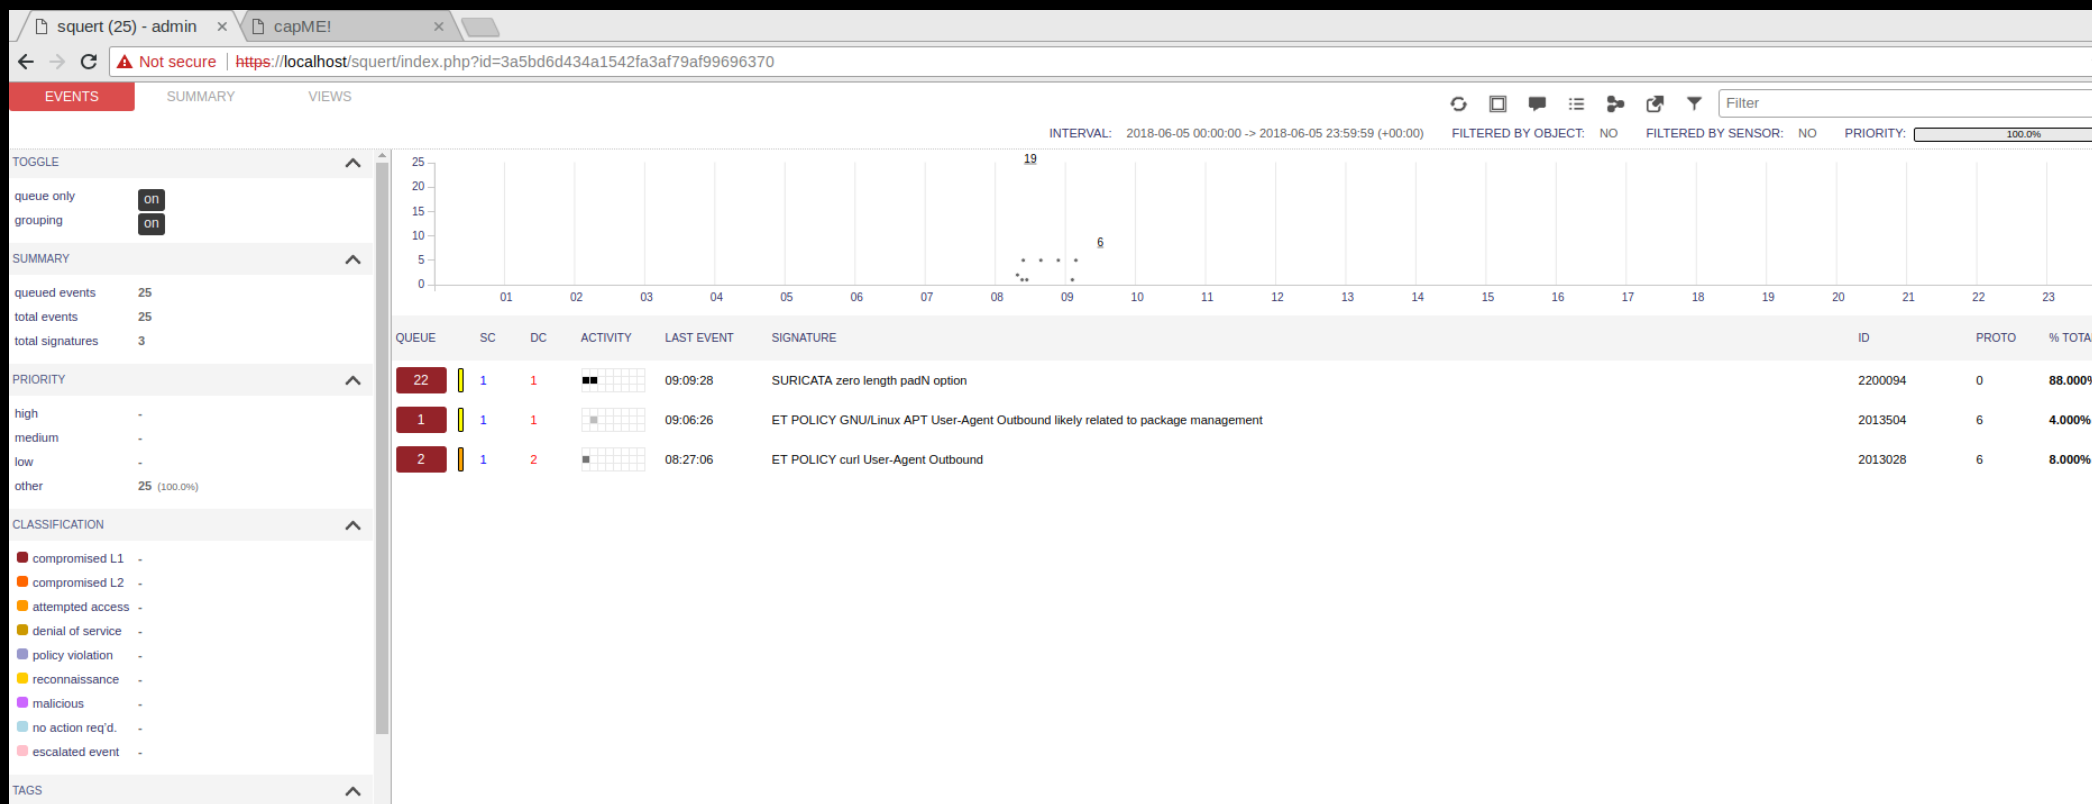 squert (25) - admin × capME! ×
Not secure https://localhost/squert/index.php?id=3a5bd6d434a1542fa3af79af99696370
EVENTS SUMMARY VIEWS Filter
INTERVAL: 2018-06-05 00:00:00 -> 2018-06-05 23:59:59 (+00:00) FILTERED BY OBJECT: NO FILTERED BY SENSOR: NO PRIORITY: 100.0%
TOGGLE
queue only on
grouping on
SUMMARY
queued events 25
total events 25
total signatures 3
PRIORITY
high -
medium -
low -
other 25 (100.0%)
CLASSIFICATION
compromised L1 -
compromised L2 -
attempted access -
denial of service -
policy violation -
reconnaissance -
malicious -
no action req'd. -
escalated event -
TAGS
19
25
20
15
10
6
5
0
01 02 03 04 05 06 07 08 09 10 11 12 13 14 15 16 17 18 19 20 21 22 23
QUEUE SC DC ACTIVITY LAST EVENT SIGNATURE ID PROTO % TOTA
22 1 1 09:09:28 SURICATA zero length padN option 2200094 0 88.000%
1 1 1 09:06:26 ET POLICY GNU/Linux APT User-Agent Outbound likely related to package management 2013504 6 4.000%
2 1 2 08:27:06 ET POLICY curl User-Agent Outbound 2013028 6 8.000%